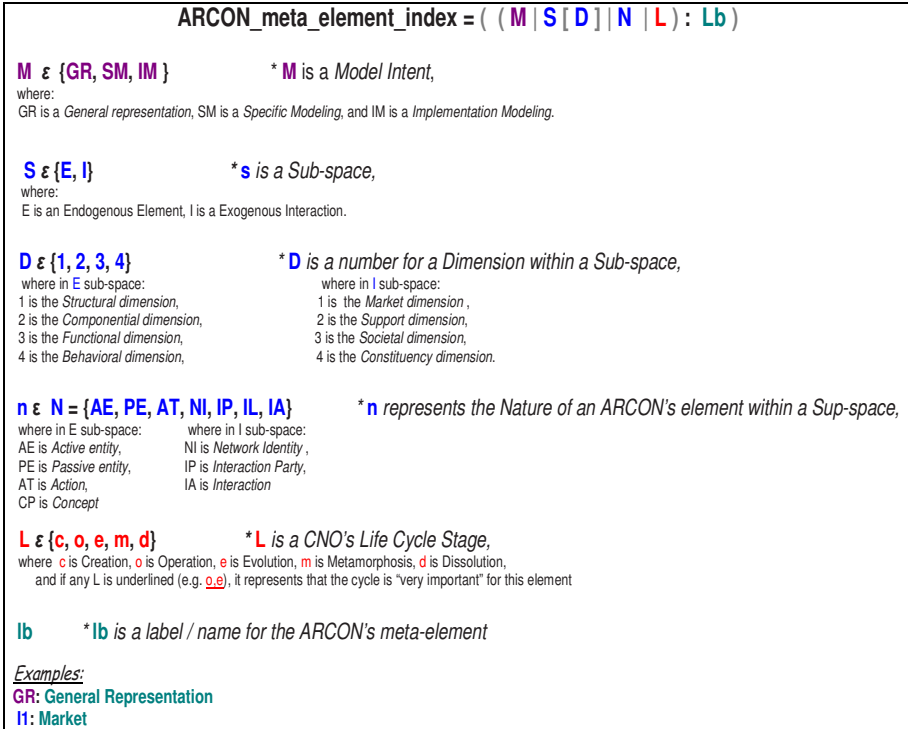 ARCON_meta_element_index = ( ( M | S [ D ] | N | L ) : Lb )
M ε {GR, SM, IM } * M is a Model Intent,
where:
GR is a General representation, SM is a Specific Modeling, and IM is a Implementation Modeling.
S ε {E, I} * s is a Sub-space,
where:
E is an Endogenous Element, I is a Exogenous Interaction.
D ε {1, 2, 3, 4} * D is a number for a Dimension within a Sub-space,
where in E sub-space: where in I sub-space:
1 is the Structural dimension, 1 is the Market dimension ,
2 is the Componential dimension, 2 is the Support dimension,
3 is the Functional dimension, 3 is the Societal dimension,
4 is the Behavioral dimension, 4 is the Constituency dimension.
n ε N = {AE, PE, AT, NI, IP, IL, IA} * n represents the Nature of an ARCON's element within a Sup-space,
where in E sub-space: where in I sub-space:
AE is Active entity, NI is Network Identity ,
PE is Passive entity, IP is Interaction Party,
AT is Action, IA is Interaction
CP is Concept
L ε {c, o, e, m, d} * L is a CNO's Life Cycle Stage,
where c is Creation, o is Operation, e is Evolution, m is Metamorphosis, d is Dissolution,
and if any L is underlined (e.g. o,e), it represents that the cycle is “very important” for this element
lb * lb is a label / name for the ARCON's meta-element
Examples:
GR: General Representation
I1: Market